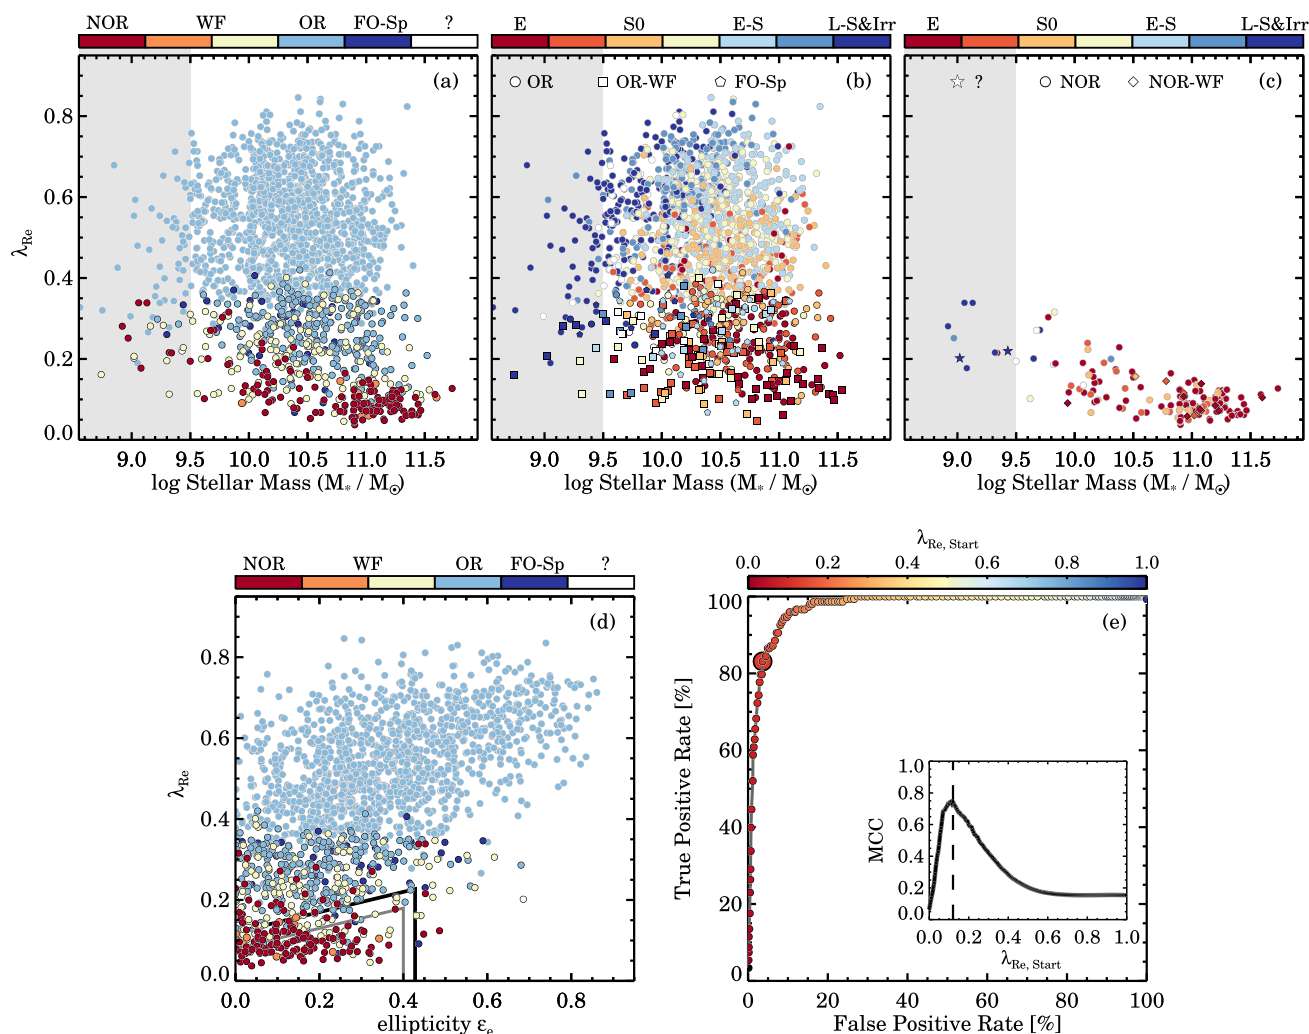 NOR WF OR FO-Sp ?
E S0 E-S L-S&Irr
E S0 E-S L-S&Irr
(a)
(b)
(c)
OR OR-WF FO-Sp
? NOR NOR-WF
0.8
0.6
0.4
0.2
0.0
λRe
9.0 9.5 10.0 10.5 11.0 11.5
9.0 9.5 10.0 10.5 11.0 11.5
9.0 9.5 10.0 10.5 11.0 11.5
log Stellar Mass (M* / M⊙)
log Stellar Mass (M* / M⊙)
log Stellar Mass (M* / M⊙)
NOR WF OR FO-Sp ?
(d)
0.8
0.6
0.4
0.2
0.0
λRe
0.0 0.2 0.4 0.6 0.8
ellipticity εe
λRe, Start
0.0 0.2 0.4 0.6 0.8 1.0
(e)
100
80
60
40
20
0
True Positive Rate [%]
0 20 40 60 80 100
False Positive Rate [%]
1.0
0.8
0.6
0.4
0.2
0.0
MCC
0.0 0.2 0.4 0.6 0.8 1.0
λRe, Start